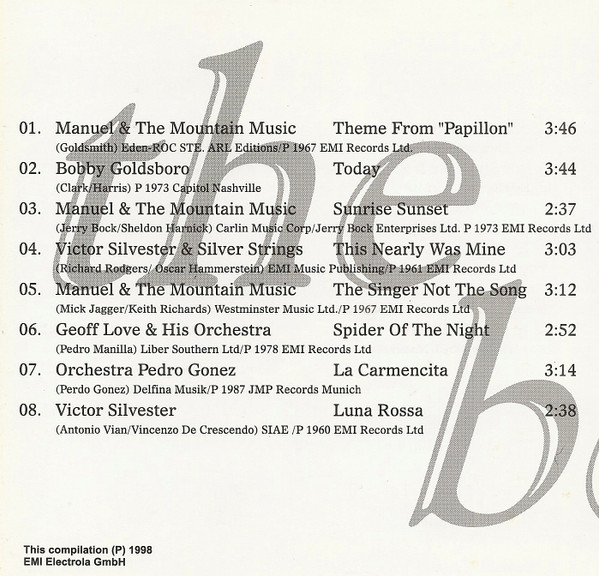 the
b
01. Manuel & The Mountain Music Theme From "Papillon" 3:46
(Goldsmith) Eden-ROC STE. ARL Editions/P 1967 EMI Records Ltd.
02. Bobby Goldsboro Today 3:44
(Clark/Harris) P 1973 Capitol Nashville
03. Manuel & The Mountain Music Sunrise Sunset 2:37
(Jerry Bock/Sheldon Harnick) Carlin Music Corp/Jerry Bock Enterprises Ltd. P 1973 EMI Records Ltd
04. Victor Silvester & Silver Strings This Nearly Was Mine 3:03
(Richard Rodgers/ Oscar Hammerstein) EMI Music Publishing/P 1961 EMI Records Ltd
05. Manuel & The Mountain Music The Singer Not The Song 3:12
(Mick Jagger/Keith Richards) Westminster Music Ltd./P 1967 EMI Records Ltd
06. Geoff Love & His Orchestra Spider Of The Night 2:52
(Pedro Manilla) Liber Southern Ltd/P 1978 EMI Records Ltd
07. Orchestra Pedro Gonez La Carmencita 3:14
(Perdo Gonez) Delfina Musik/P 1987 JMP Records Munich
08. Victor Silvester Luna Rossa 2:38
(Antonio Vian/Vincenzo De Crescendo) SIAE /P 1960 EMI Records Ltd
This compilation (P) 1998
EMI Electrola GmbH